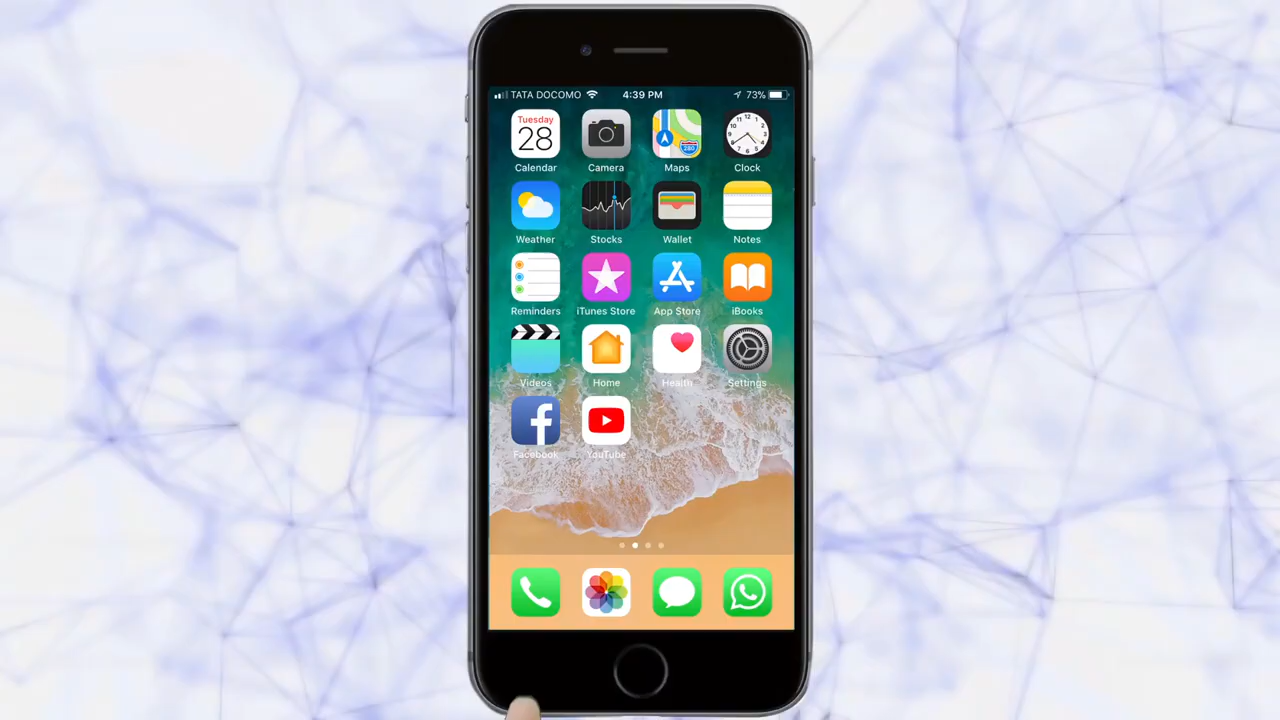 TATA DOCOMO 4:39 PM 73%
Tuesday
28
Calendar Camera Maps Clock
Weather Stocks Wallet Notes
Reminders iTunes Store App Store iBooks
Videos Home Health Settings
Facebook YouTube